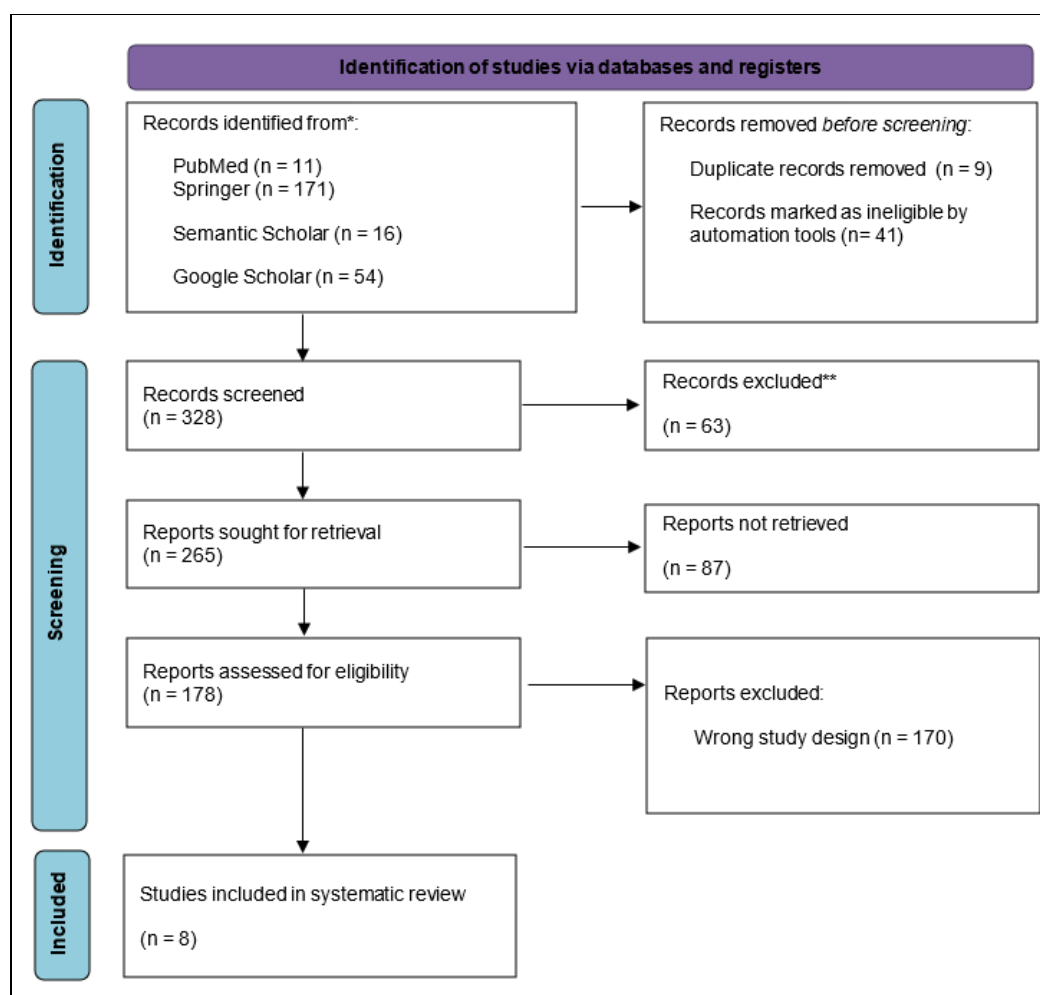 Identification of studies via databases and registers
Identification
Records identified from*:
PubMed (n = 11)
Springer (n = 171)
Semantic Scholar (n = 16)
Google Scholar (n = 54)
Records removed before screening:
Duplicate records removed (n = 9)
Records marked as ineligible by
automation tools (n= 41)
Screening
Records screened
(n = 328)
Records excluded**
(n = 63)
Reports sought for retrieval
(n = 265)
Reports not retrieved
(n = 87)
Reports assessed for eligibility
(n = 178)
Reports excluded:
Wrong study design (n = 170)
Included
Studies included in systematic review
(n = 8)